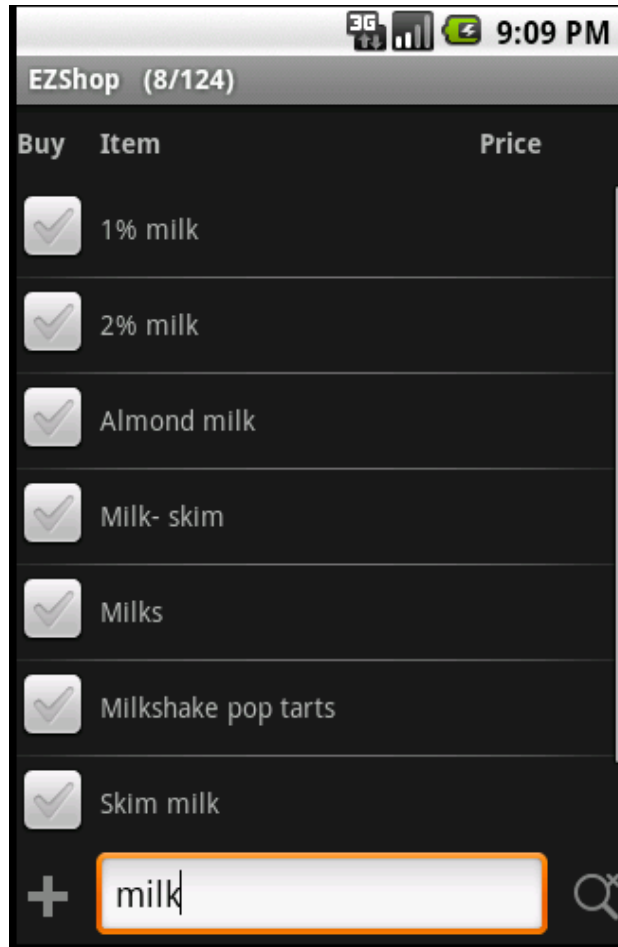 3G 9:09 PM
EZShop (8/124)
Buy Item Price
1% milk
2% milk
Almond milk
Milk- skim
Milks
Milkshake pop tarts
Skim milk
milk